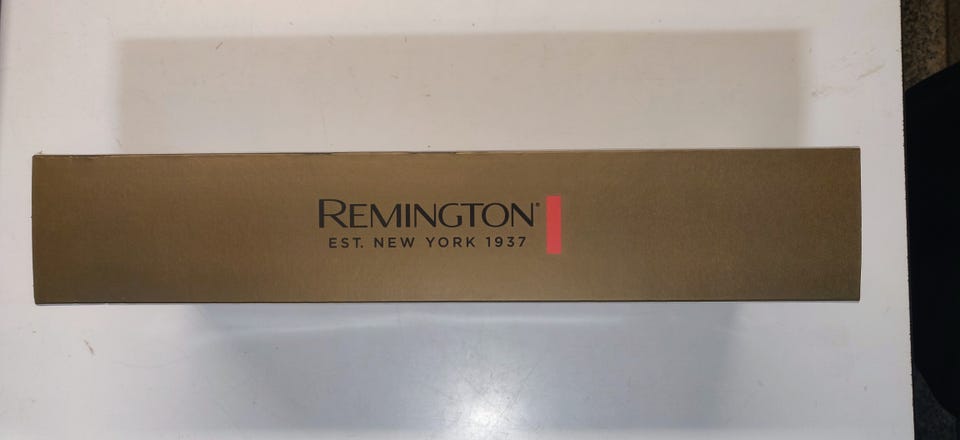 REMINGTON®
EST. NEW YORK 1937